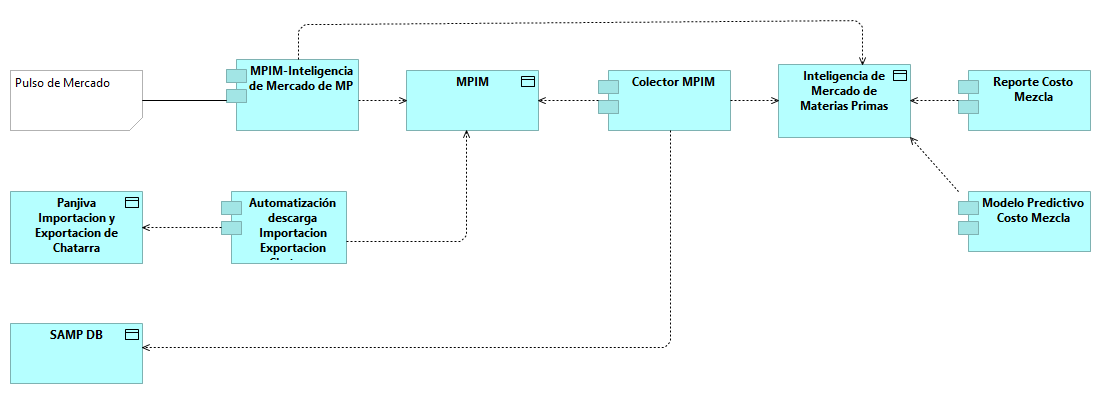 Pulso de Mercado
MPIM-Inteligencia
de Mercado de MP
MPIM
Colector MPIM
Inteligencia de
Mercado de
Materias Primas
Reporte Costo
Mezcla
Panjiva
Importacion y
Exportacion de
Chatarra
Automatización
descarga
Importacion
Exportacion
Modelo Predictivo
Costo Mezcla
SAMP DB